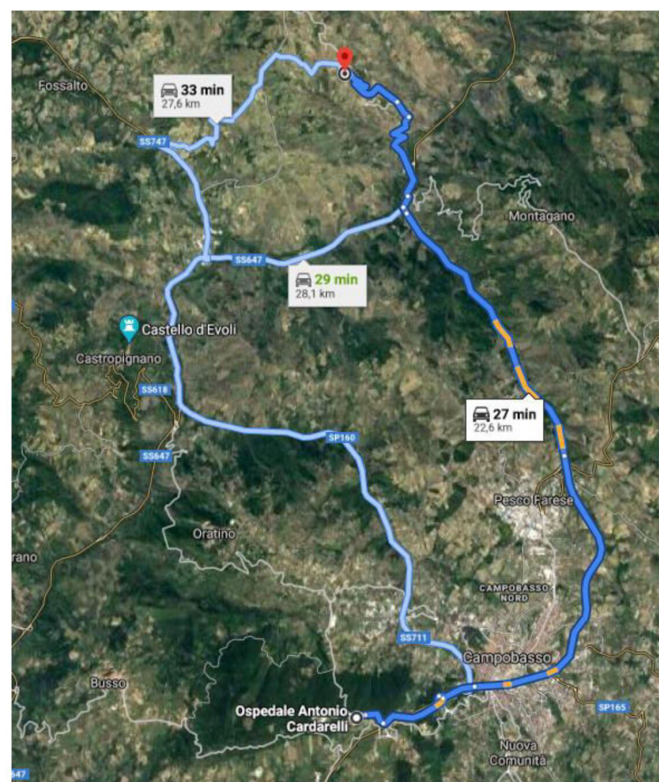 Fossalto
33 min
27,6 km
SS747
Montagano
SS647
29 min
28,1 km
Castello d'Evoli
Castropignano
SS618
27 min
22,6 km
SP160
SS647
Pesco Farese
Oratino
rano
CAMPOBASSO
NORD
SS711
Campobasso
Busso
Ospedale Antonio
Cardarelli
SP165
Nuova
Comunità
647